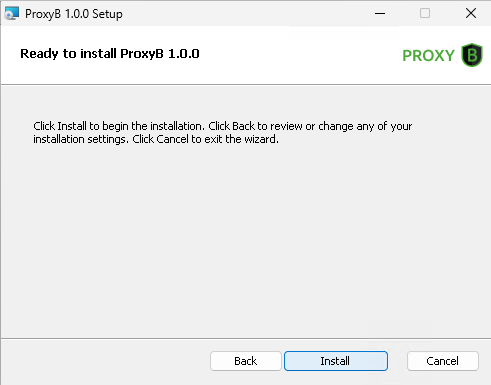 ProxyB 1.0.0 Setup
Ready to install ProxyB 1.0.0
PROXY B
Click Install to begin the installation. Click Back to review or change any of your
installation settings. Click Cancel to exit the wizard.
Back Install Cancel